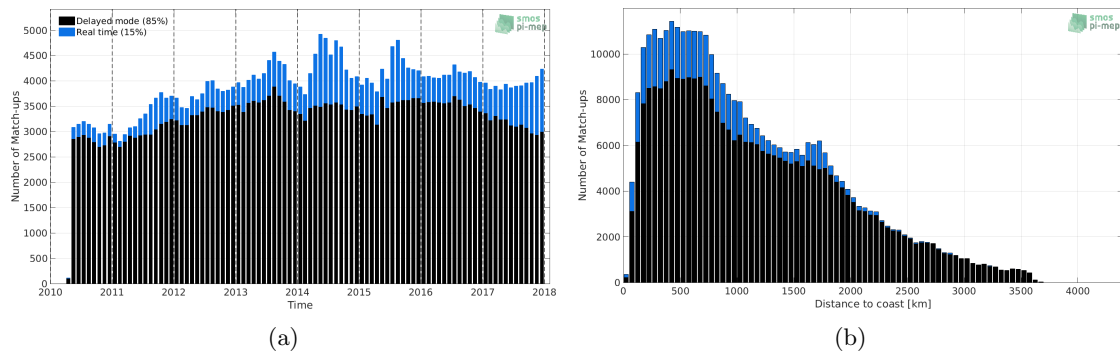 Delayed mode (85%)
Real time (15%)
smos
pi-mep
Number of Match-ups
5000
4500
4000
3500
3000
2500
2000
1500
1000
500
0
2010 2011 2012 2013 2014 2015 2016 2017 2018
Time
(a)
smos
pi-mep
Number of Match-ups
10000
8000
6000
4000
2000
0
0 500 1000 1500 2000 2500 3000 3500 4000
Distance to coast [km]
(b)